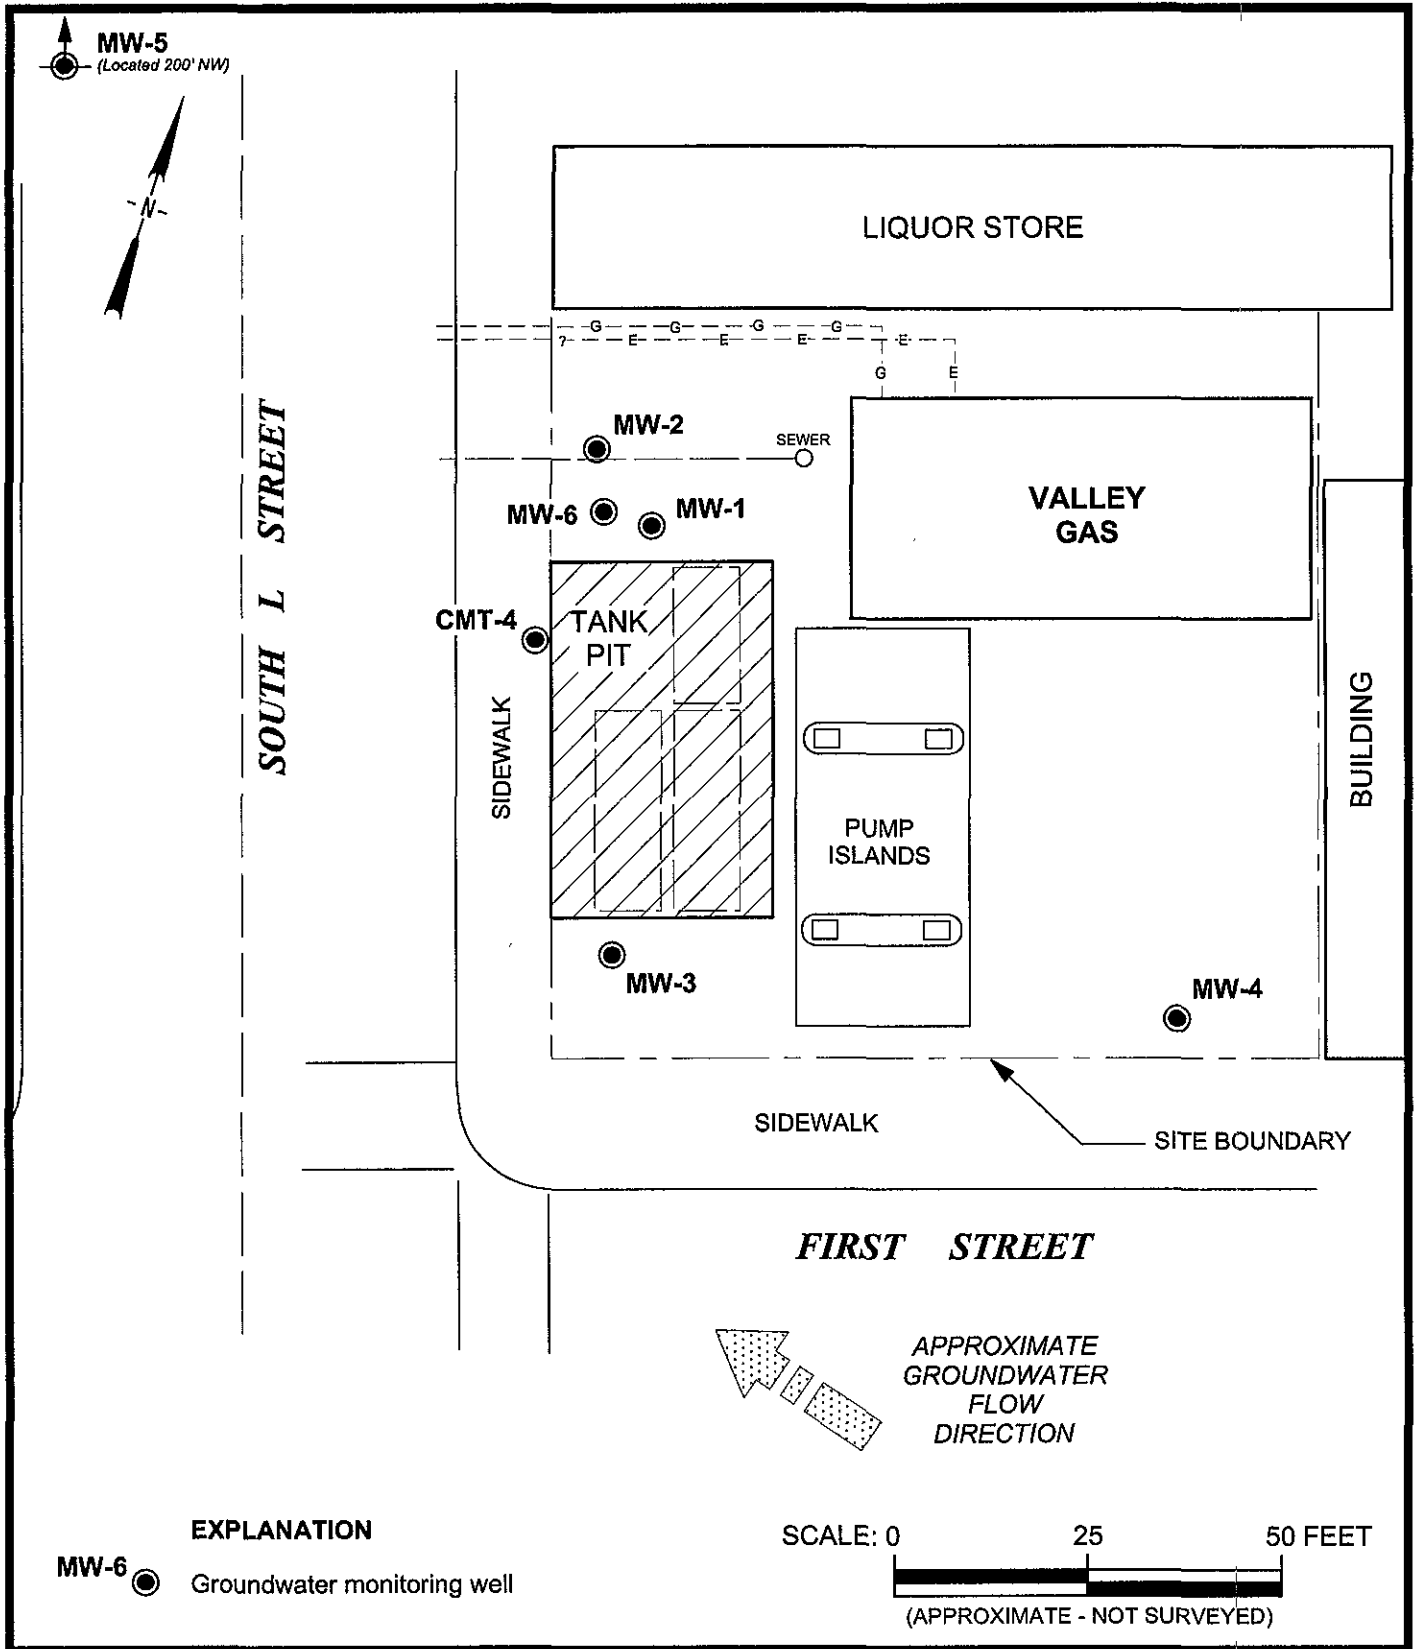 MW-5
(Located 200' NW)
-N-
LIQUOR STORE
G G G G
? E E E E
G E
MW-2
SEWER
MW-6
MW-1
VALLEY
GAS
SOUTH L STREET
CMT-4
TANK
PIT
SIDEWALK
BUILDING
PUMP
ISLANDS
MW-3
MW-4
SIDEWALK
SITE BOUNDARY
FIRST STREET
APPROXIMATE
GROUNDWATER
FLOW
DIRECTION
EXPLANATION
MW-6
Groundwater monitoring well
SCALE: 0 25 50 FEET
(APPROXIMATE - NOT SURVEYED)